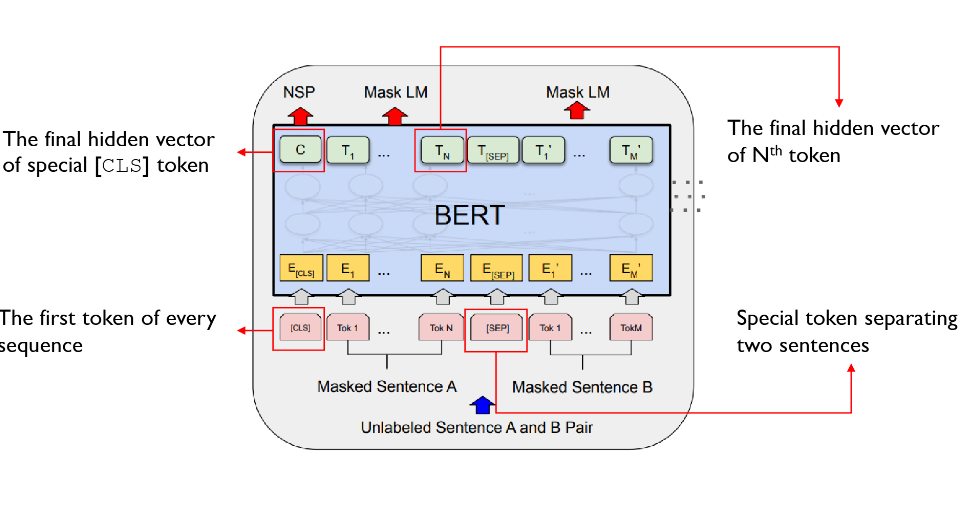 NSP Mask LM Mask LM
The final hidden vector
of special [CLS] token
The final hidden vector
of Nth token
C T1 ... TN T[SEP] T1' ... TM'
...
...
BERT
E[CLS] E1 ... EN E[SEP] E1' ... EM'
The first token of every
sequence
[CLS] Tok 1 ... Tok N [SEP] Tok 1 ... TokM
Special token separating
two sentences
Masked Sentence A Masked Sentence B
Unlabeled Sentence A and B Pair